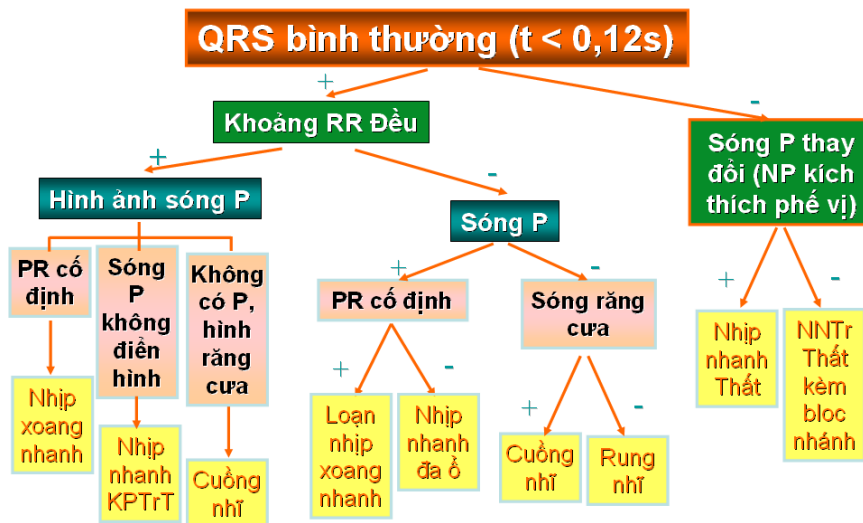 QRS bình thường (t < 0,12s)
+
-
Khoảng RR Đều
Sóng P thay
đổi (NP kích
thích phế vị)
+
-
Hình ảnh sóng P
Sóng P
PR cố
định
Sóng
P
không
điển
hình
Không
có P,
hình
răng
cưa
+
-
PR cố định
Sóng răng
cưa
+
-
Nhịp
nhanh
Thất
NNTr
Thất
kèm
bloc
nhánh
+
-
+
-
Nhịp
xoang
nhanh
Nhịp
nhanh
KPTrT
Cuồng
nhĩ
Loạn
nhịp
xoang
nhanh
Nhịp
nhanh
đa ổ
Cuồng
nhĩ
Rung
nhĩ